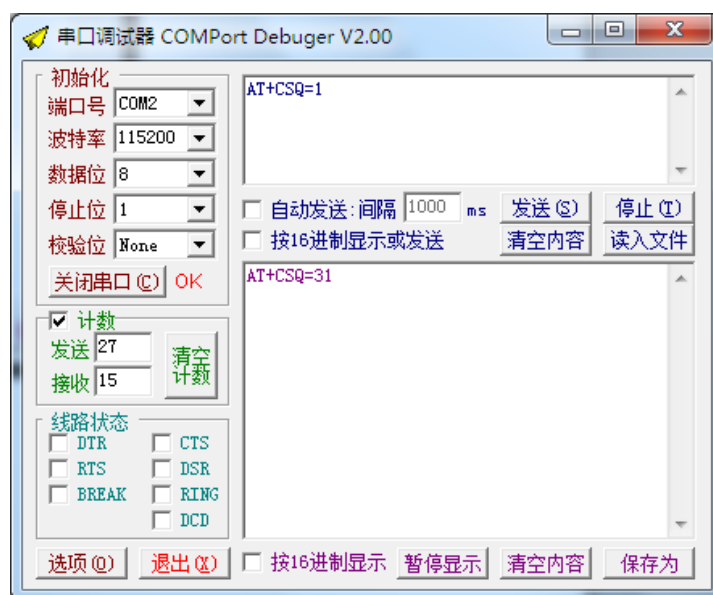 串口调试器 COMPort Debuger V2.00
初始化
端口号 COM2
波特率 115200
数据位 8
停止位 1
校验位 None
关闭串口(C) OK
计数
发送 27
接收 15
清空
计数
线路状态
DTR CTS
RTS DSR
BREAK RING
DCD
选项(O) 退出(X)
AT+CSQ=1
自动发送:间隔 1000 ms 发送(S) 停止(T)
按16进制显示或发送 清空内容 读入文件
AT+CSQ=31
按16进制显示 暂停显示 清空内容 保存为